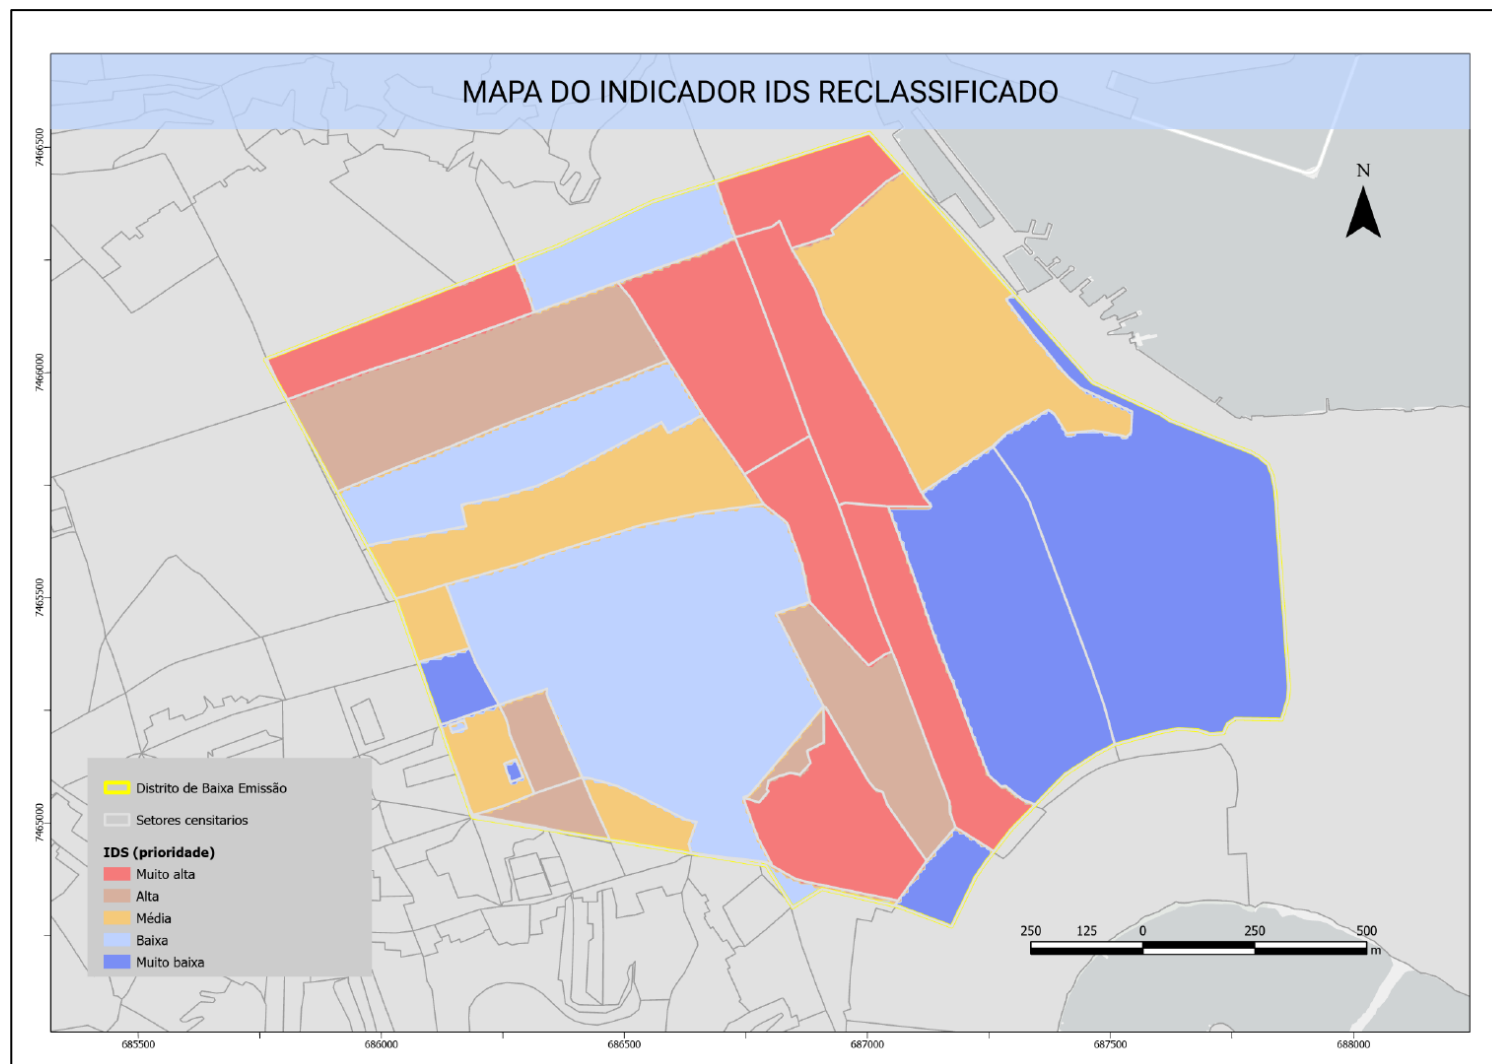 MAPA DO INDICADOR IDS RECLASSIFICADO
N
7466500
7466000
7465500
7465000
Distrito de Baixa Emissão
Setores censitarios
IDS (prioridade)
Muito alta
Alta
Média
Baixa
Muito baixa
250 125 0 250 500
m
685500 686000 686500 687000 687500 688000